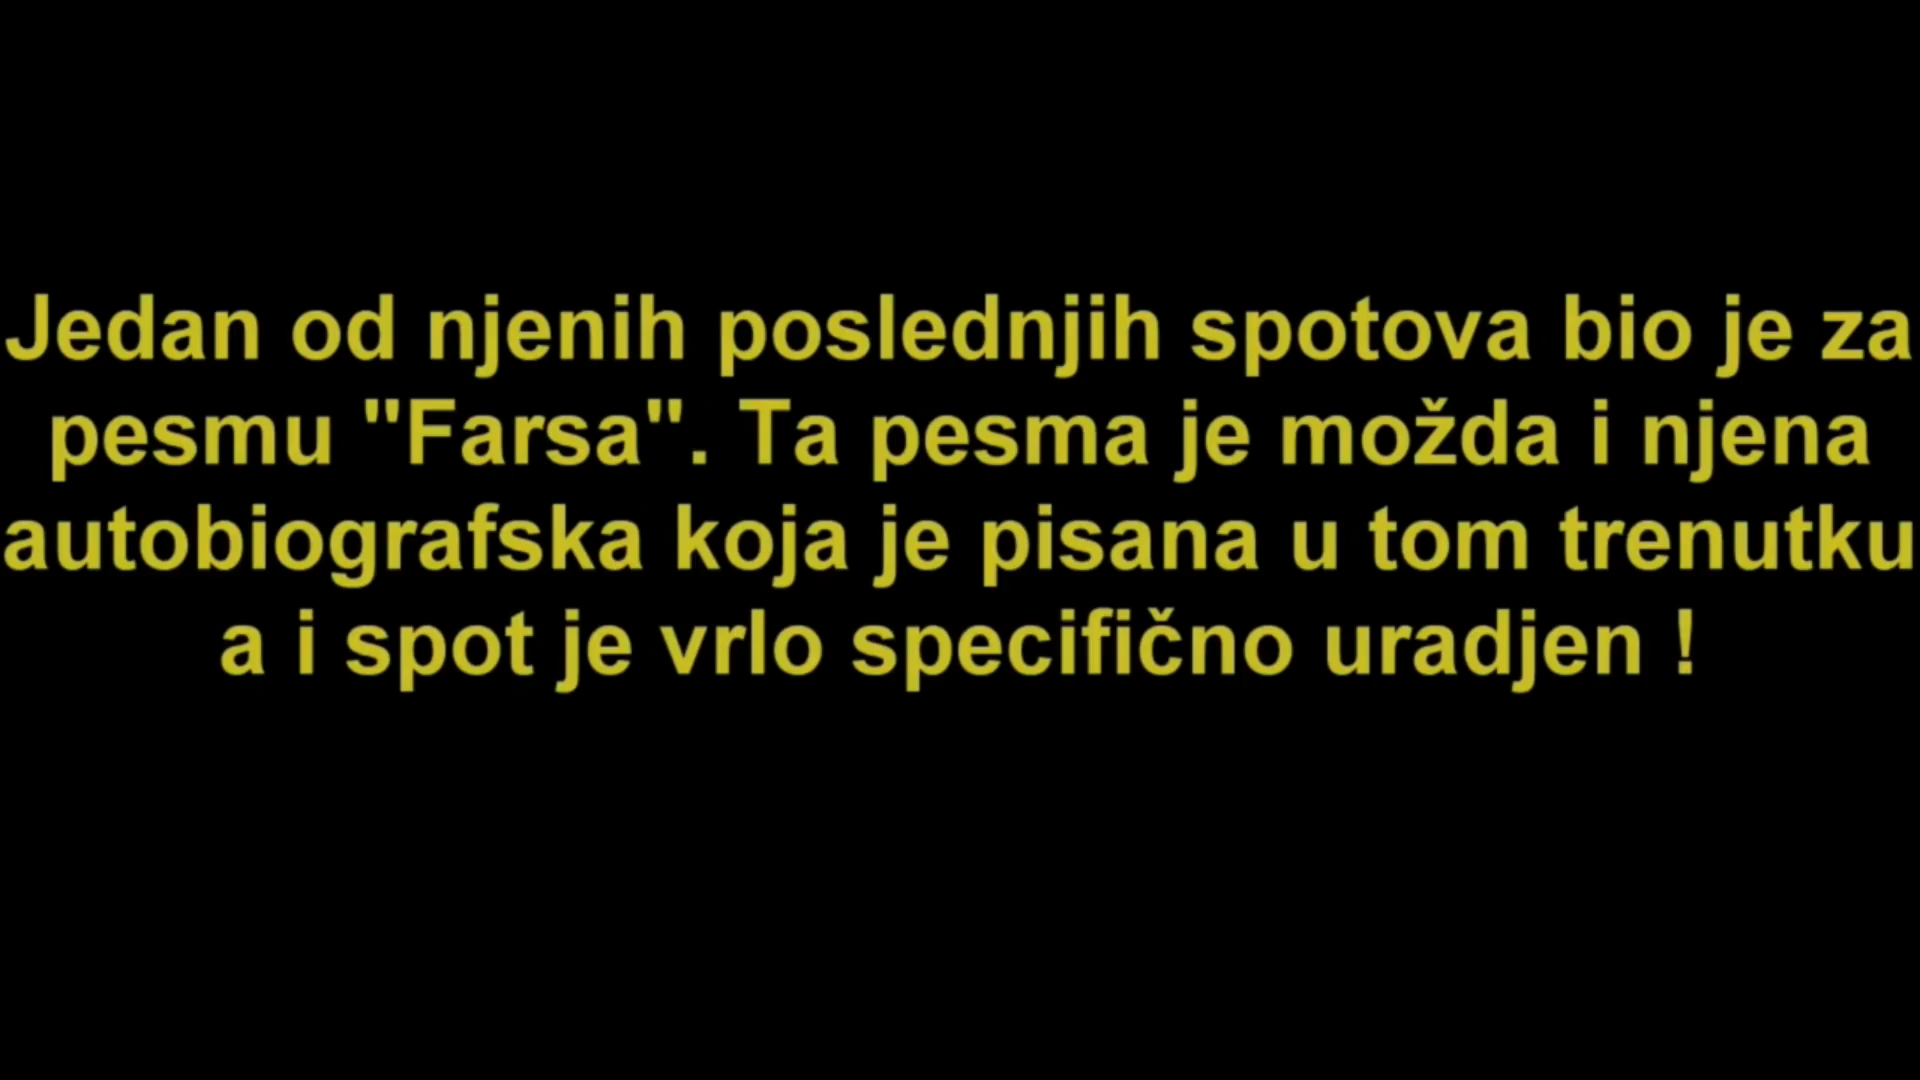 Jedan od njenih poslednjih spotova bio je za
pesmu "Farsa". Ta pesma je možda i njena
autobiografska koja je pisana u tom trenutku
a i spot je vrlo specifično uradjen !